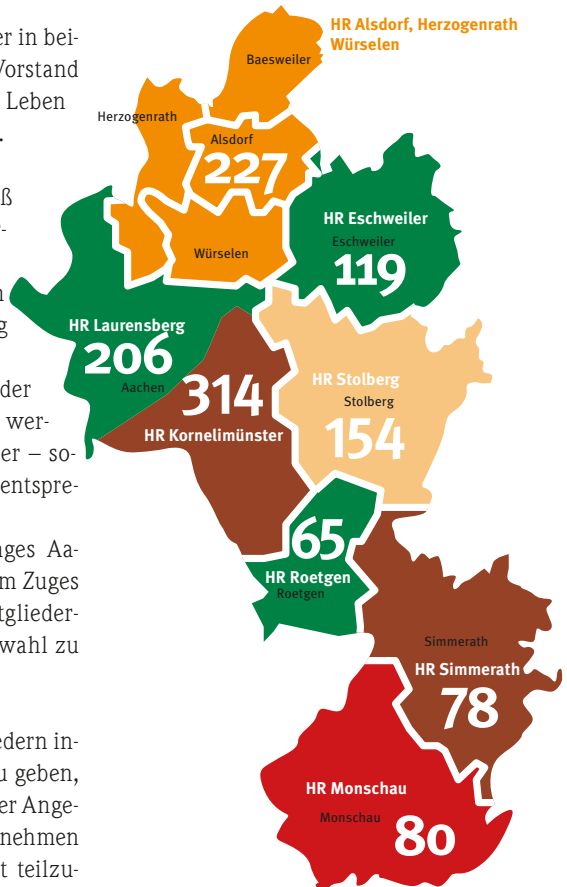 er in bei-
Vorstand
Leben
.
ß
-
n
g
der
wer-
er – so-
entspre-
nges Aa-
m Zuges
tglieder-
wahl zu
edern in-
u geben,
er Ange-
nehmen
t teilzu-
HR Alsdorf, Herzogenrath
Würselen
Baesweiler
Herzogenrath
Alsdorf
227
Würselen
HR Eschweiler
Eschweiler
119
HR Laurensberg
206
Aachen
314
HR Kornelimünster
HR Stolberg
Stolberg
154
65
HR Roetgen
Roetgen
Simmerath
HR Simmerath
78
HR Monschau
Monschau
80